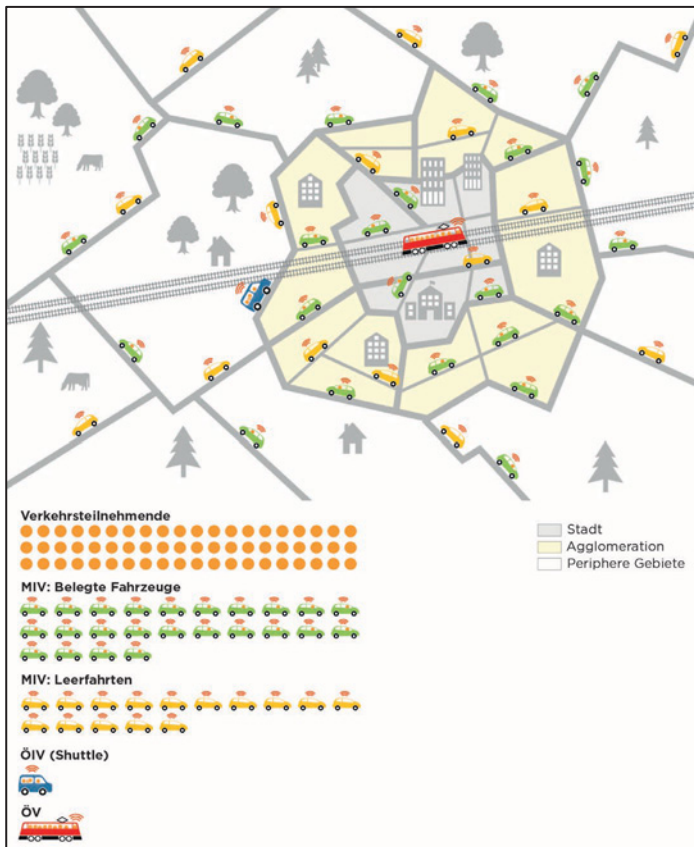 Verkehrsteilnehmende
Stadt
Agglomeration
Periphere Gebiete
MIV: Belegte Fahrzeuge
MIV: Leerfahrten
ÖIV (Shuttle)
ÖV